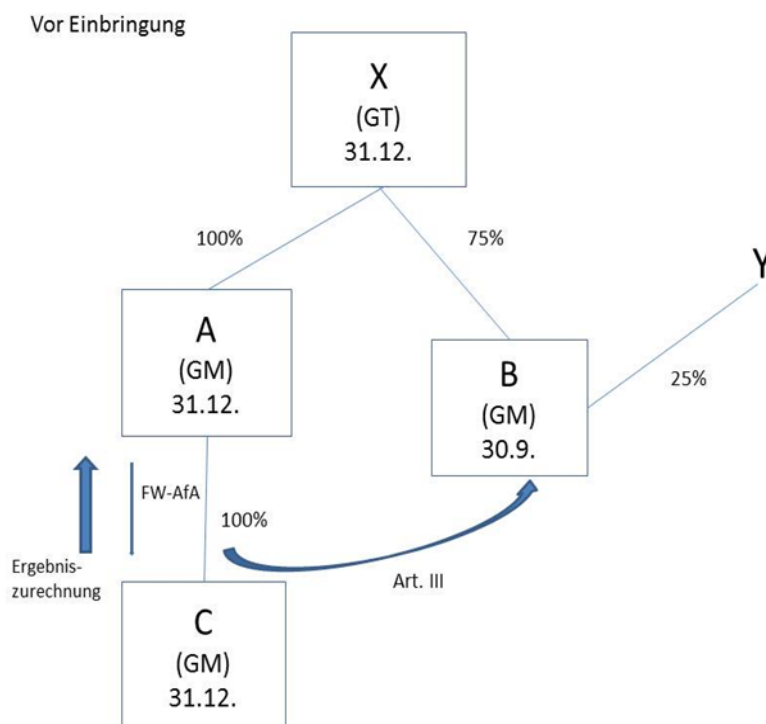 Vor Einbringung
X
(GT)
31.12.
100%
75%
Y
A
(GM)
31.12.
B
(GM)
30.9.
25%
FW-AfA
100%
Ergebnis-
zurechnung
Art. III
C
(GM)
31.12.